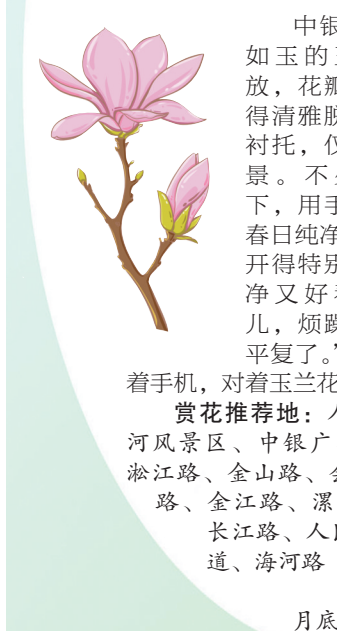 中银
如玉的
放，花瓣
得清雅
衬托，仅
景。不
下，用手
春日纯净
开得特别
净又好看
儿，烦躁
平复了。”
着手机，对着玉兰花
赏花推荐地：
河风景区、中银广
淞江路、金山路、
路、金江路、漯
长江路、人民
道、海河路
月底